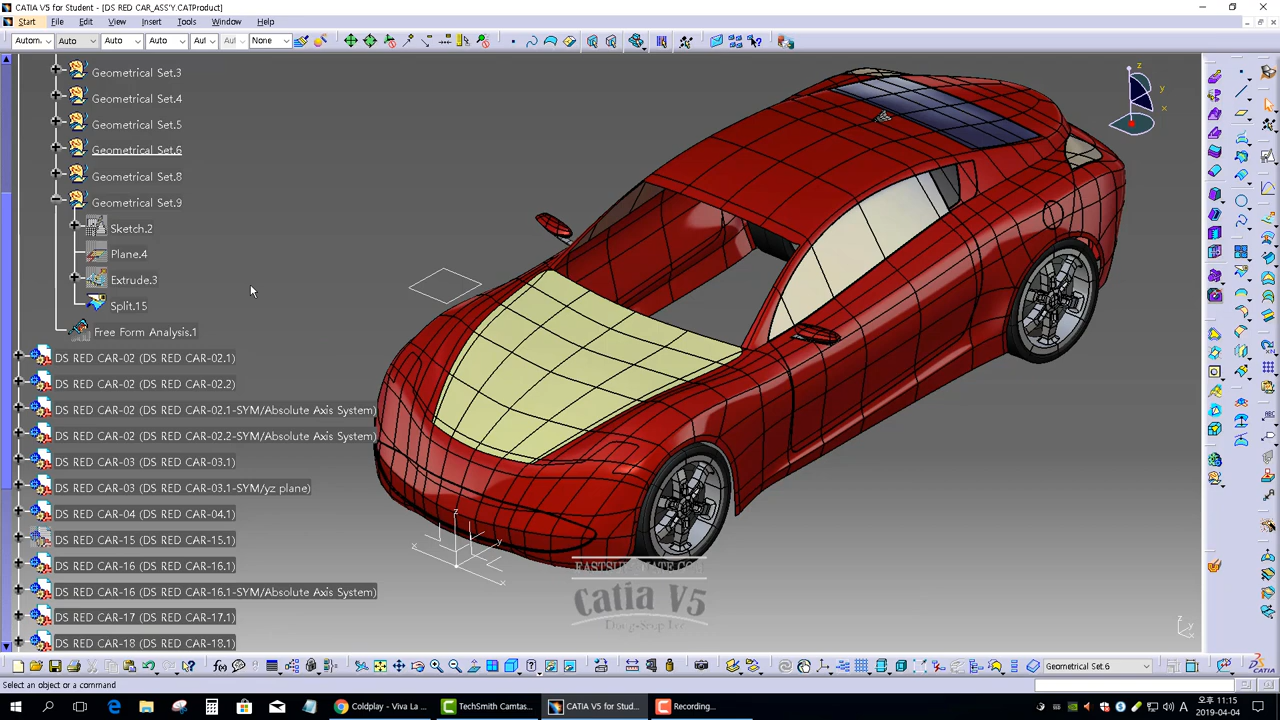 CATIA V5 for Student - [DS RED CAR_ASS'Y.CATProduct]
Start File Edit View Insert Tools Window Help
Autom. Auto Auto Auto Aut Aut None
Geometrical Set.3
Geometrical Set.4
Geometrical Set.5
Geometrical Set.6
Geometrical Set.8
Geometrical Set.9
Sketch.2
Plane.4
Extrude.3
Split.15
Free Form Analysis.1
DS RED CAR-02 (DS RED CAR-02.1)
DS RED CAR-02 (DS RED CAR-02.2)
DS RED CAR-02 (DS RED CAR-02.1-SYM/Absolute Axis System)
DS RED CAR-02 (DS RED CAR-02.2-SYM/Absolute Axis System)
DS RED CAR-03 (DS RED CAR-03.1)
DS RED CAR-03 (DS RED CAR-03.1-SYM/yz plane)
DS RED CAR-04 (DS RED CAR-04.1)
DS RED CAR-15 (DS RED CAR-15.1)
DS RED CAR-16 (DS RED CAR-16.1)
DS RED CAR-16 (DS RED CAR-16.1-SYM/Absolute Axis System)
DS RED CAR-17 (DS RED CAR-17.1)
DS RED CAR-18 (DS RED CAR-18.1)
z
y
x
z
x y
x
Catia V5
Geometrical Set.6
CATIA
Select an object or a command
Coldplay - Viva La ... TechSmith Camtas... CATIA V5 for Stud... Recording...
A 오후 11:15
2019-04-04